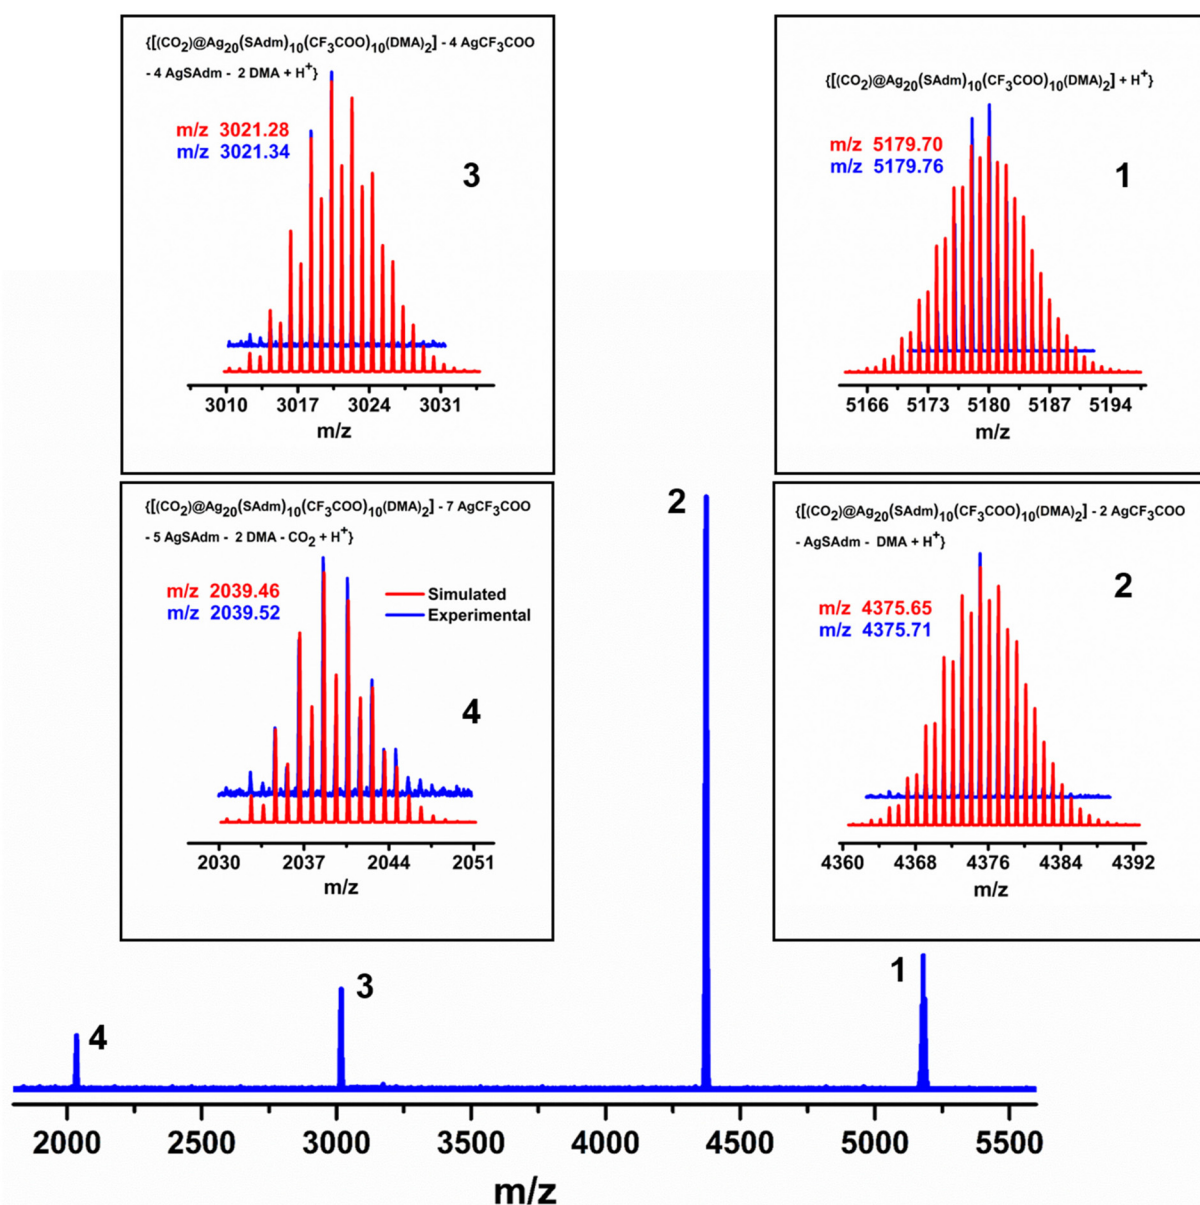 {[(CO₂)@Ag₂₀(SAdm)₁₀(CF₃COO)₁₀(DMA)₂] - 4 AgCF₃COO
- 4 AgSAdm - 2 DMA + H⁺}
m/z 3021.28
m/z 3021.34
3
3010 3017 3024 3031
m/z
{[(CO₂)@Ag₂₀(SAdm)₁₀(CF₃COO)₁₀(DMA)₂] + H⁺}
m/z 5179.70
m/z 5179.76
1
5166 5173 5180 5187 5194
m/z
{[(CO₂)@Ag₂₀(SAdm)₁₀(CF₃COO)₁₀(DMA)₂] - 7 AgCF₃COO
- 5 AgSAdm - 2 DMA - CO₂ + H⁺}
m/z 2039.46
m/z 2039.52
Simulated
Experimental
4
2030 2037 2044 2051
m/z
{[(CO₂)@Ag₂₀(SAdm)₁₀(CF₃COO)₁₀(DMA)₂] - 2 AgCF₃COO
- AgSAdm - DMA + H⁺}
m/z 4375.65
m/z 4375.71
2
4360 4368 4376 4384 4392
m/z
2
1
3
4
2000 2500 3000 3500 4000 4500 5000 5500
m/z